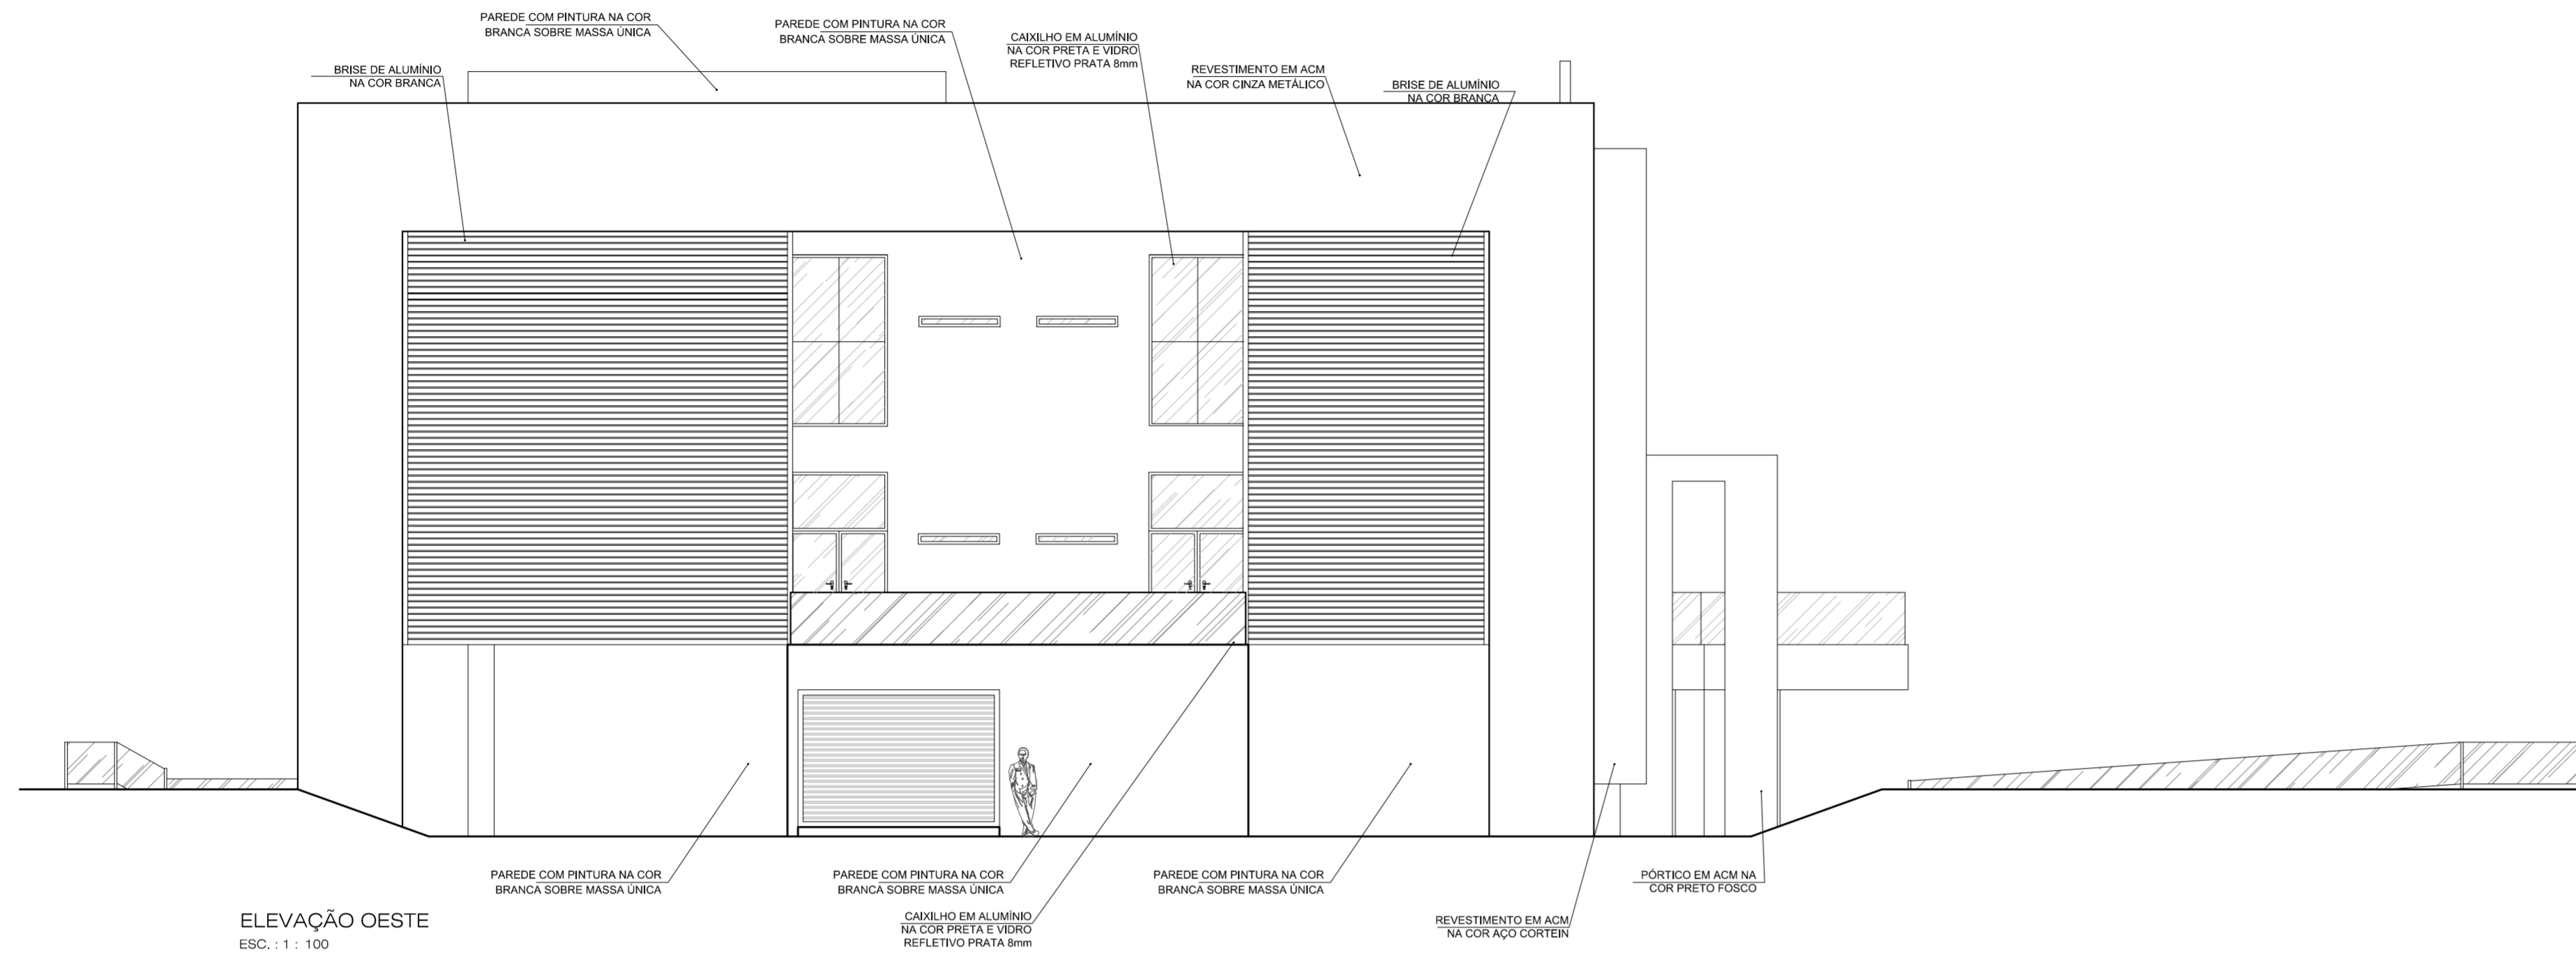 PAREDE COM PINTURA NA COR
BRANCA SOBRE MASSA ÚNICA
PAREDE COM PINTURA NA COR
BRANCA SOBRE MASSA ÚNICA
CAIXILHO EM ALUMÍNIO
NA COR PRETA E VIDRO
REFLETIVO PRATA 8mm
BRISE DE ALUMÍNIO
NA COR BRANCA
REVESTIMENTO EM ACM
NA COR CINZA METÁLICO
BRISE DE ALUMÍNIO
NA COR BRANCA
PAREDE COM PINTURA NA COR
BRANCA SOBRE MASSA ÚNICA
PAREDE COM PINTURA NA COR
BRANCA SOBRE MASSA ÚNICA
PAREDE COM PINTURA NA COR
BRANCA SOBRE MASSA ÚNICA
PÓRTICO EM ACM NA
COR PRETO FOSCO
CAIXILHO EM ALUMÍNIO
NA COR PRETA E VIDRO
REFLETIVO PRATA 8mm
REVESTIMENTO EM ACM
NA COR AÇO CORTEIN
ELEVAÇÃO OESTE
ESC. : 1 : 100